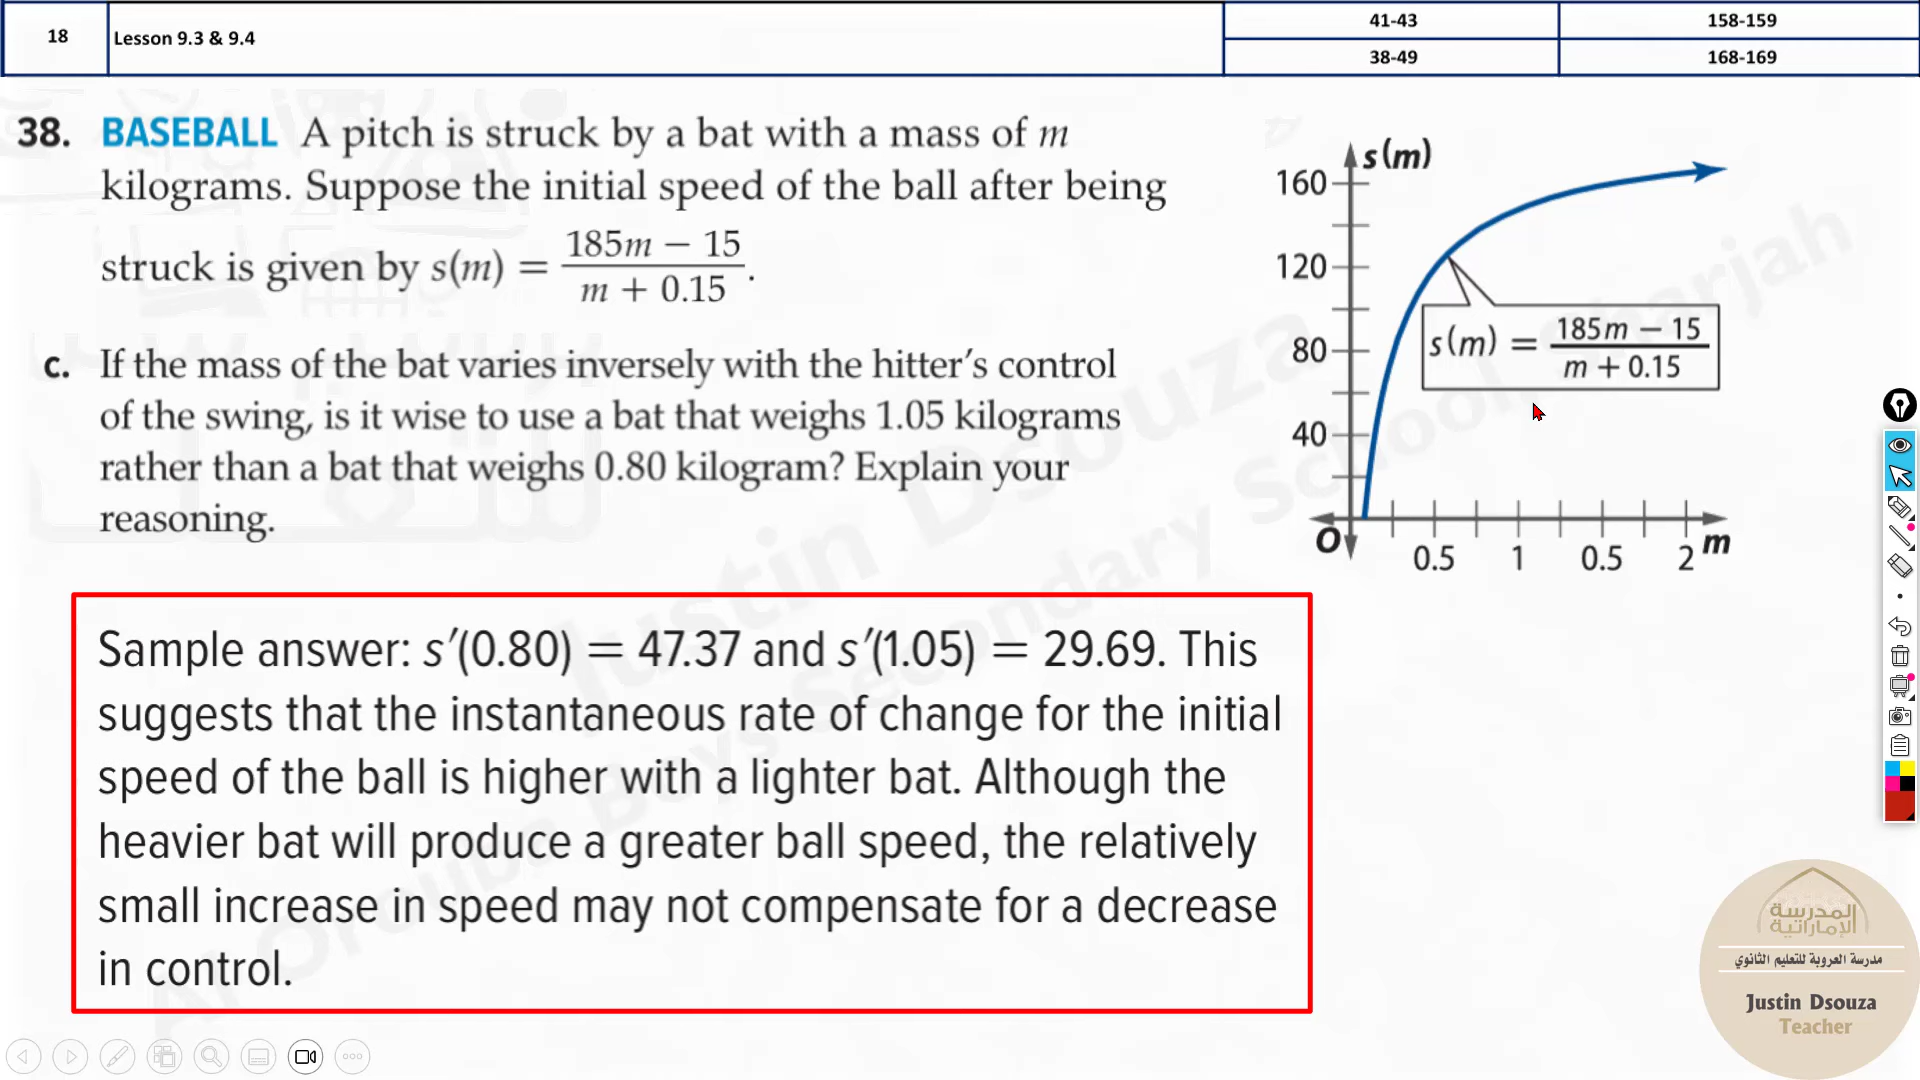 18
Lesson 9.3 & 9.4
41-43
158-159
38-49
168-169
38. BASEBALL A pitch is struck by a bat with a mass of m
kilograms. Suppose the initial speed of the ball after being
struck is given by s(m) = (185m − 15)/(m + 0.15).
c. If the mass of the bat varies inversely with the hitter’s control
of the swing, is it wise to use a bat that weighs 1.05 kilograms
rather than a bat that weighs 0.80 kilogram? Explain your
reasoning.
s(m)
160
120
80
40
s(m) = (185m − 15)/(m + 0.15)
O
0.5
1
0.5
2
m
Sample answer: s′(0.80) = 47.37 and s′(1.05) = 29.69. This
suggests that the instantaneous rate of change for the initial
speed of the ball is higher with a lighter bat. Although the
heavier bat will produce a greater ball speed, the relatively
small increase in speed may not compensate for a decrease
in control.
Justin Dsouza
Al Orouba Boys Secondary School Sharjah
المدرسة
الإماراتية
مدرسة العروبة للتعليم الثانوي
Justin Dsouza
Teacher